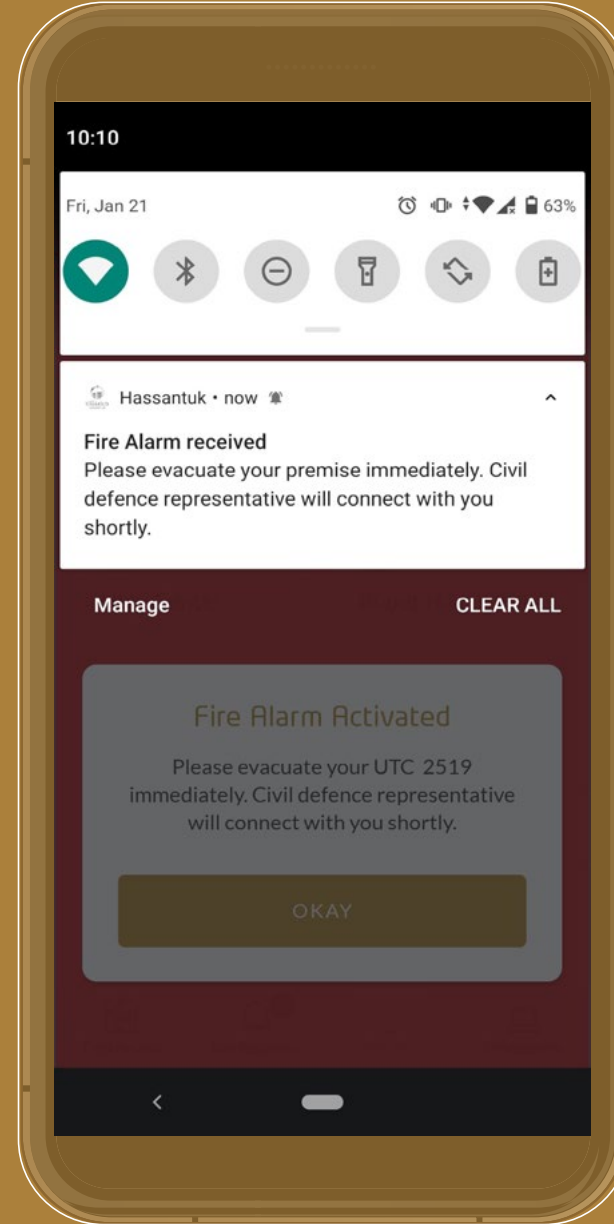 10:10
Fri, Jan 21
63%
Hassantuk • now
Fire Alarm received
Please evacuate your premise immediately. Civil
defence representative will connect with you
shortly.
Manage
CLEAR ALL
Fire Alarm Activated
Please evacuate your UTC 2519
immediately. Civil defence representative
will connect with you shortly.
OKAY